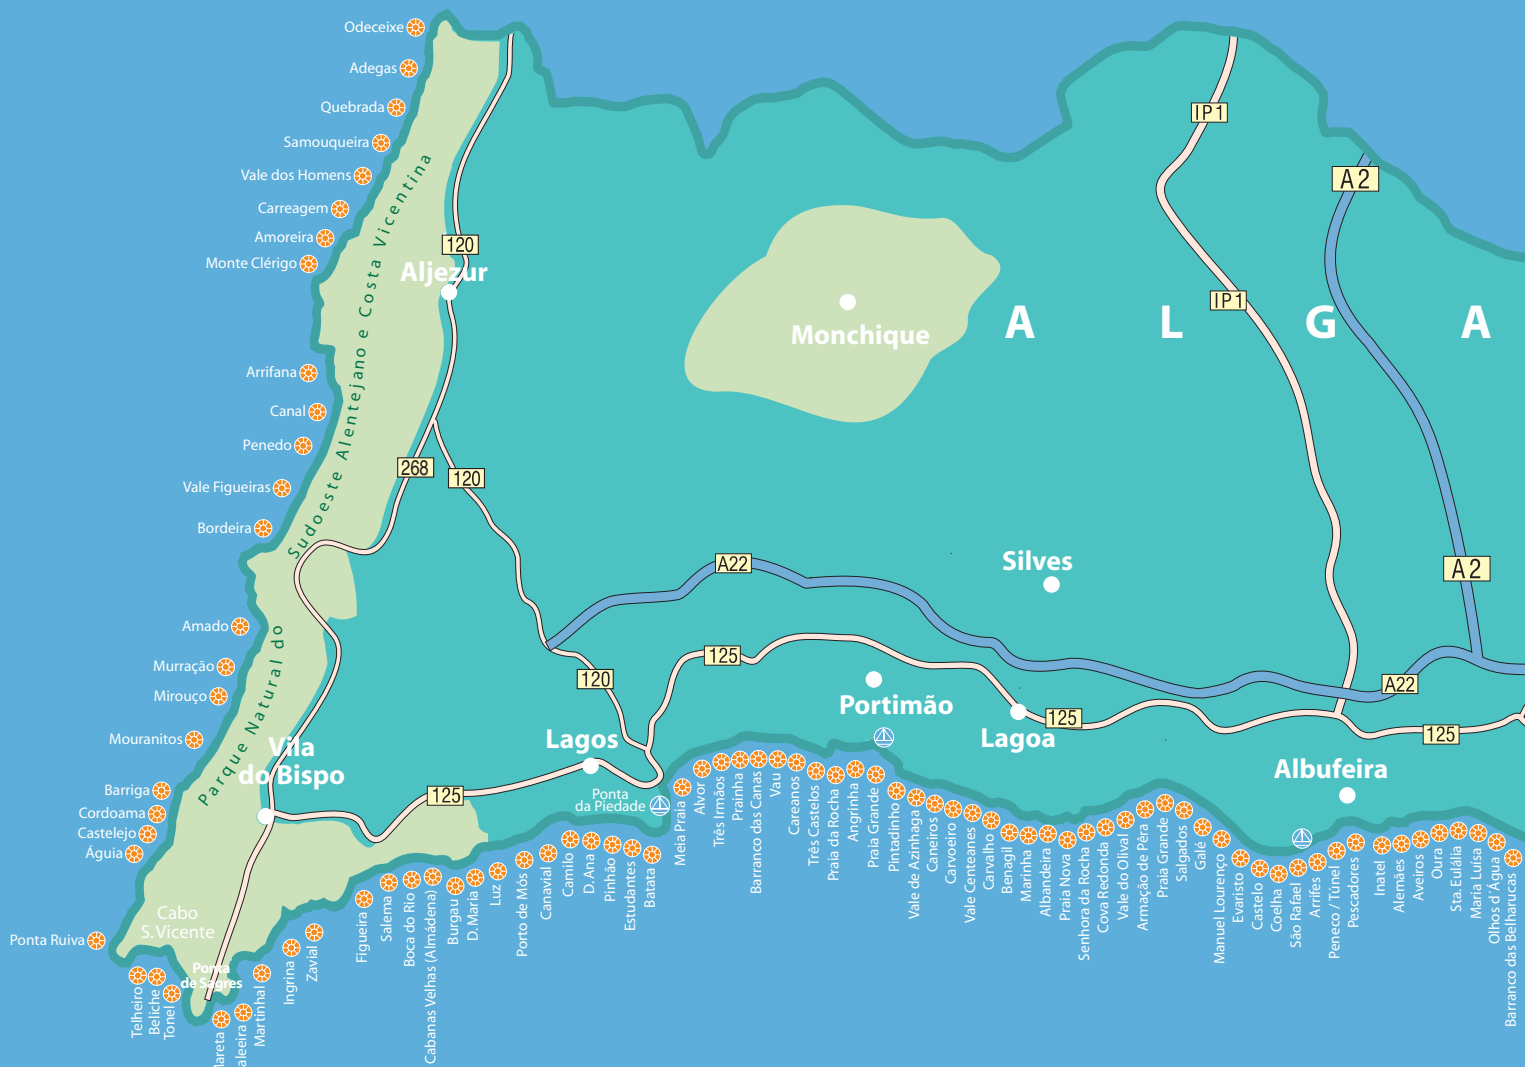 Odeceixe
Adegas
Quebrada
Samouqueira
Vale dos Homens
Carreagem
Amoreira
Monte Clérigo
Arrifana
Canal
Penedo
Vale Figueiras
Bordeira
Amado
Murração
Mirouço
Mouranitos
Barriga
Cordoama
Castelejo
Águia
Ponta Ruiva
Parque Natural do Sudoeste Alentejano e Costa Vicentina
IP1
A2
120
Aljezur
Monchique
IP1
A L G A
268
120
A22
Silves
A2
120
125
A22
Portimão
125
Lagoa
125
Lagos
Vila
do Bispo
Albufeira
125
Ponta
da Piedade
Cabo
S.Vicente
Ponta
de Sagres
Telheiro
Beliche
Tonel
areta
aleeira
Martinhal
Ingrina
Zavial
Figueira
Salema
Boca do Rio
Cabanas Velhas (Almádena)
Burgau
D. Maria
Luz
Porto de Mós
Canavial
Camilo
D. Ana
Pinhão
Estudantes
Batata
Meia Praia
Alvor
Três Irmãos
Prainha
Barranco das Canas
Vau
Careanos
Três Castelos
Praia da Rocha
Angrinha
Praia Grande
Pintadinho
Vale de Azinhaga
Caneiros
Carvoeiro
Vale Centeanes
Carvalho
Benagil
Marinha
Albandeira
Praia Nova
Senhora da Rocha
Cova Redonda
Vale do Olival
Armação de Pêra
Praia Grande
Salgados
Galé
Manuel Lourenço
Evaristo
Castelo
Coelha
São Rafael
Arrifes
Peneco / Túnel
Pescadores
Inatel
Alemães
Aveiros
Oura
Sta. Eulália
Maria Luísa
Olhos d'Água
Barranco das Belharucas